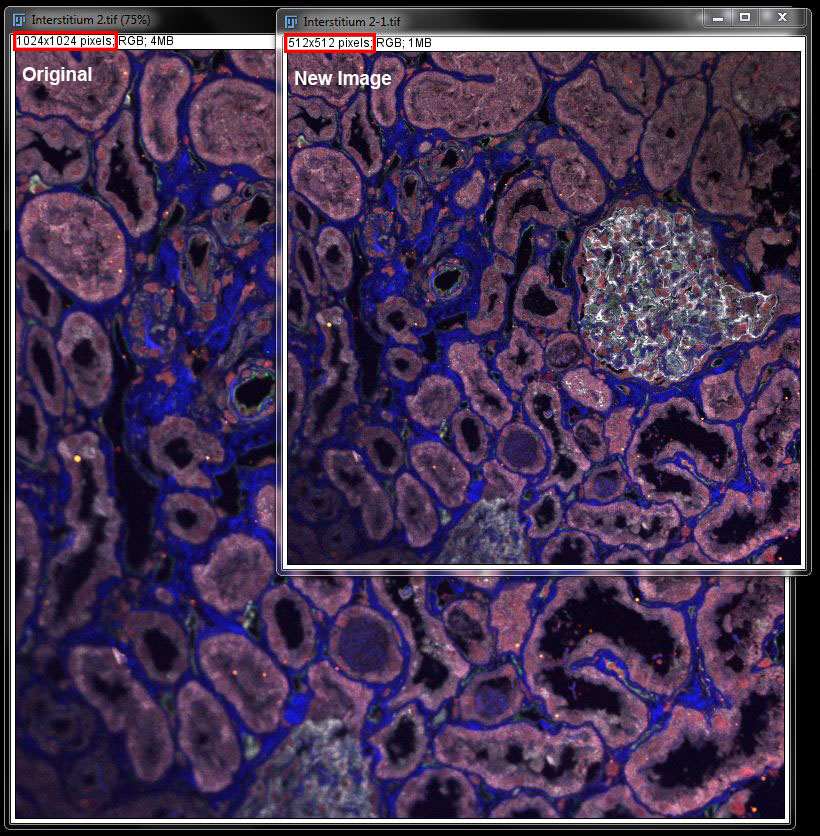 Interstitium 2.tif (75%)
1024x1024 pixels; RGB; 4MB
Original
Interstitium 2-1.tif
512x512 pixels; RGB; 1MB
New Image